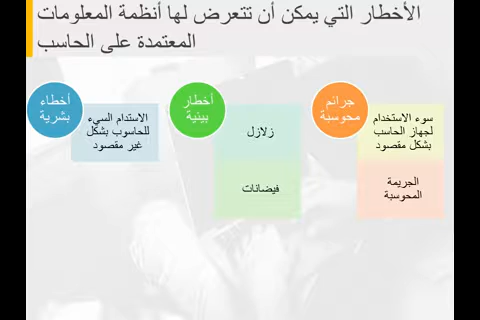 الأخطار التي يمكن أن تتعرض لها أنظمة المعلومات
المعتمدة على الحاسب
جرائم
محوسبة
سوء الاستخدام
لجهاز الحاسب
بشكل مقصود
الجريمة
المحوسبة
أخطار
بيئية
زلازل
فيضانات
أخطاء
بشرية
الاستدام السيء
للحاسوب بشكل
غير مقصود